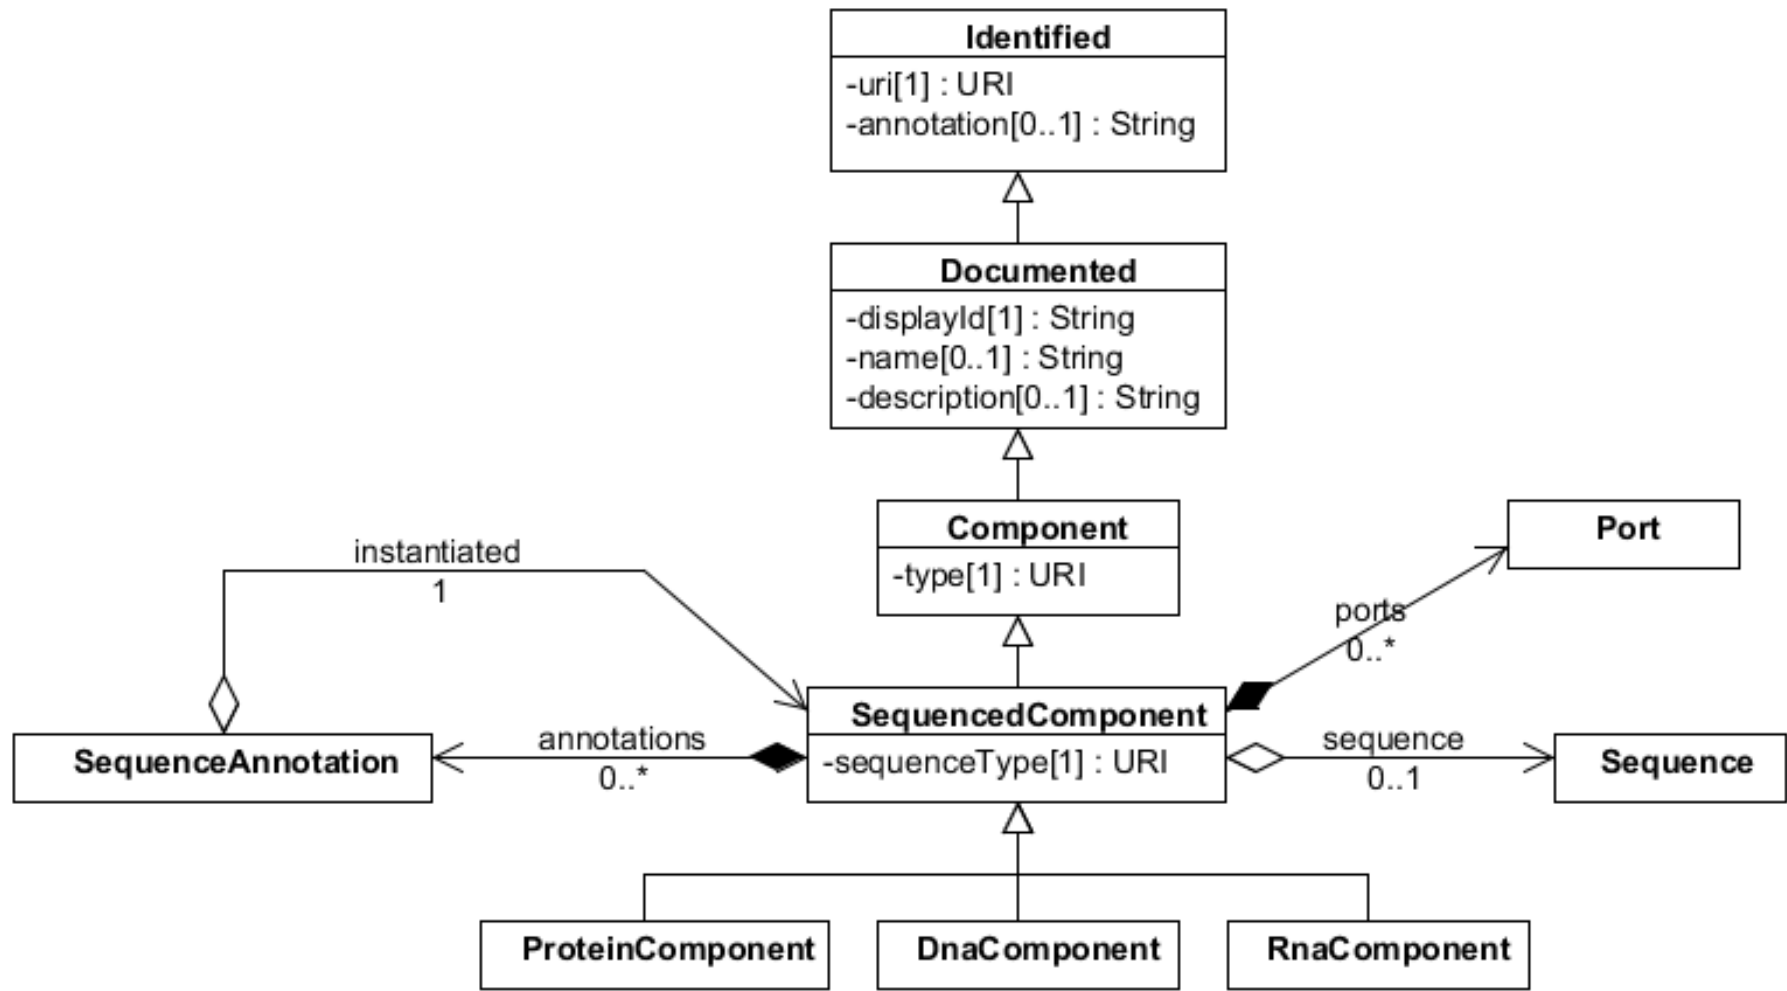 Identified
-uri[1] : URI
-annotation[0..1] : String
Documented
-displayId[1] : String
-name[0..1] : String
-description[0..1] : String
Component
-type[1] : URI
Port
instantiated
1
ports
0..*
SequencedComponent
-sequenceType[1] : URI
SequenceAnnotation
annotations
0..*
sequence
0..1
Sequence
ProteinComponent
DnaComponent
RnaComponent